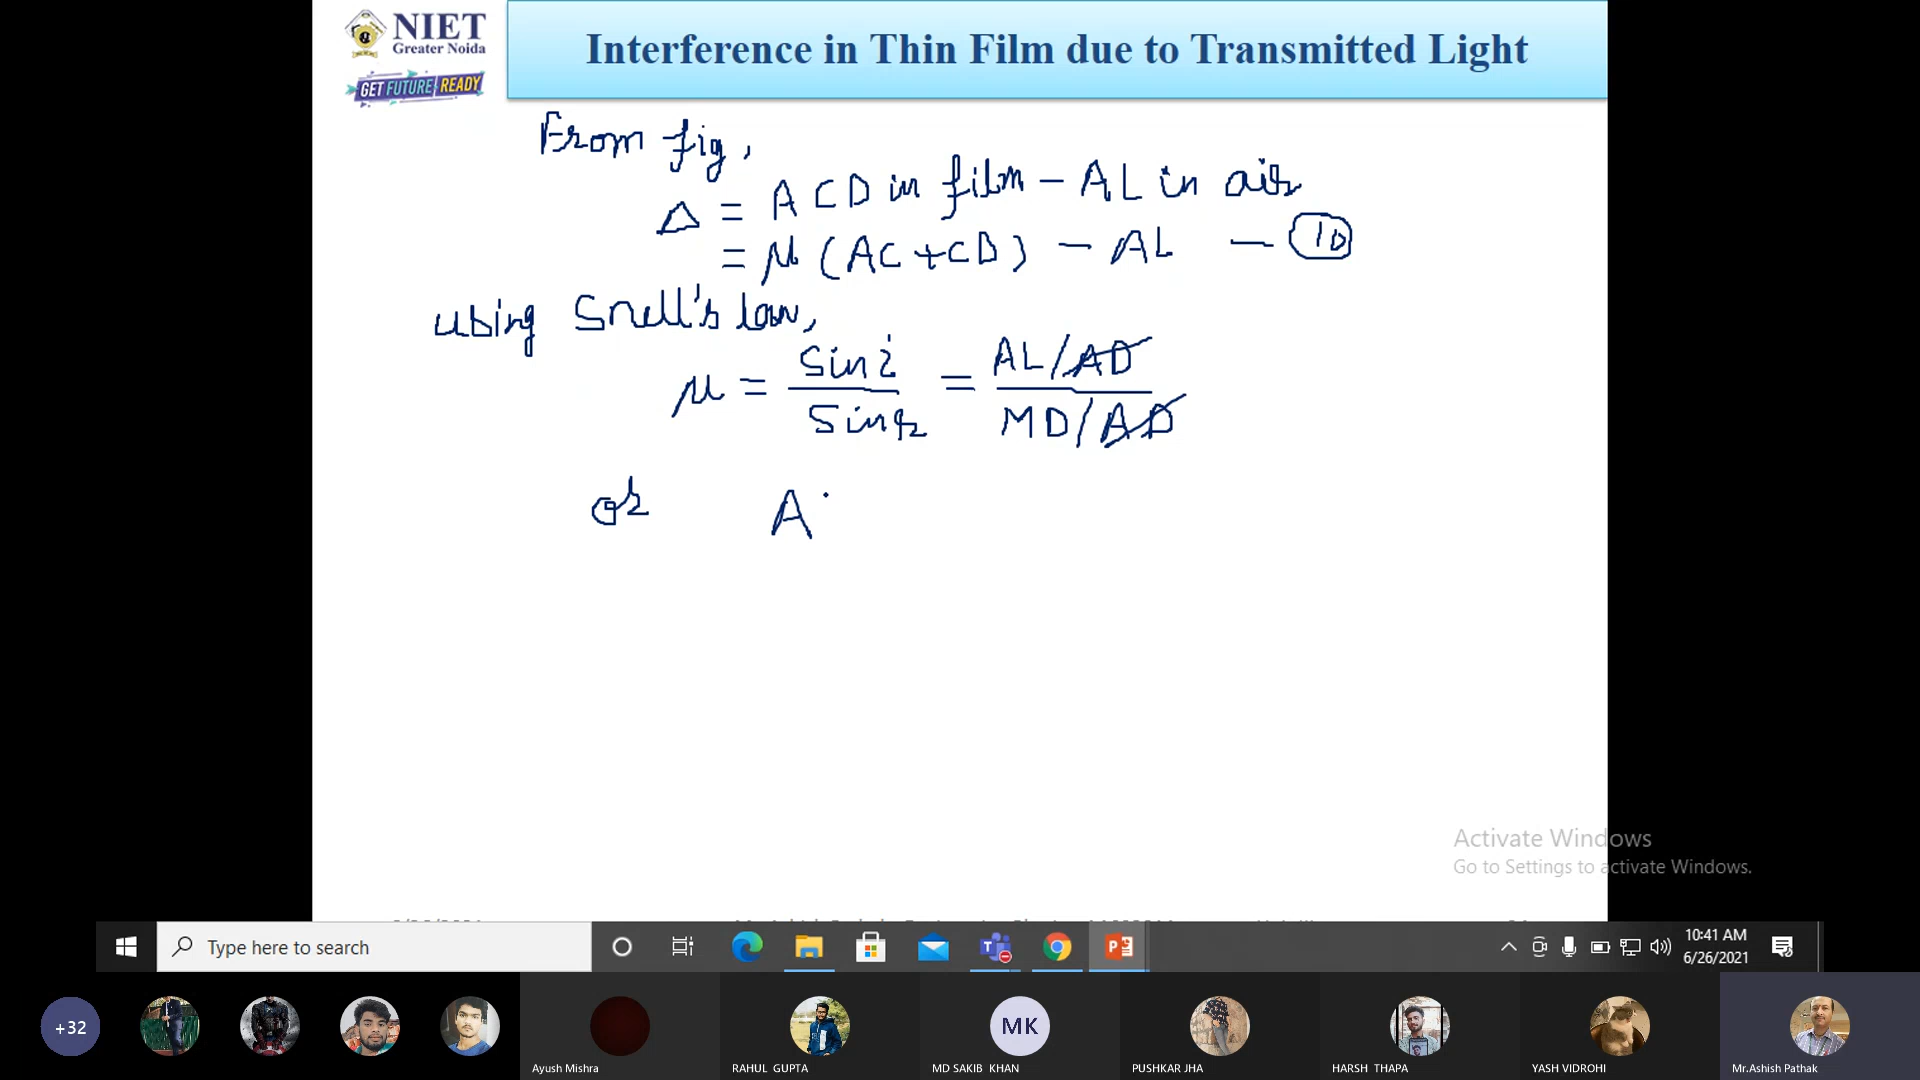 NIET
Greater Noida
GET FUTURE READY
Interference in Thin Film due to Transmitted Light
From fig,
Δ = ACD in film - AL in air
= μ (AC + CD) - AL - 10
using Snell's law,
μ = sin i / sin r = AL/AD / MD/AD
or A
Activate Windows
Go to Settings to activate Windows.
Type here to search
10:41 AM
6/26/2021
+32
MK
Ayush Mishra
RAHUL GUPTA
MD SAKIB KHAN
PUSHKAR JHA
HARSH THAPA
YASH VIDROHI
Mr.Ashish Pathak